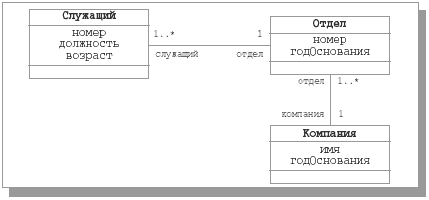 Служащий
номер
должность
возраст
1..*
1
служащий
отдел
Отдел
номер
годОснования
отдел
1..*
компания
1
Компания
имя
годОснования